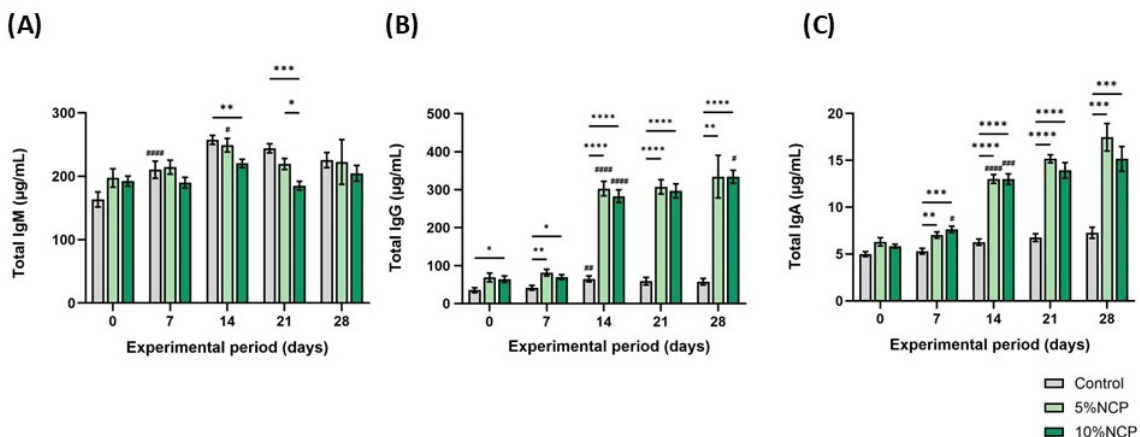 (A)
(B)
(C)
***
**
*
####
#
Total IgM (µg/mL)
300
200
100
0
0 7 14 21 28
Experimental period (days)
****
****
****
****
****
**
####
####
#
*
**
*
##
Total IgG (µg/mL)
500
400
300
200
100
0
0 7 14 21 28
Experimental period (days)
***
***
****
****
****
****
####
###
***
**
#
Total IgA (µg/mL)
20
15
10
5
0
0 7 14 21 28
Experimental period (days)
Control
5%NCP
10%NCP